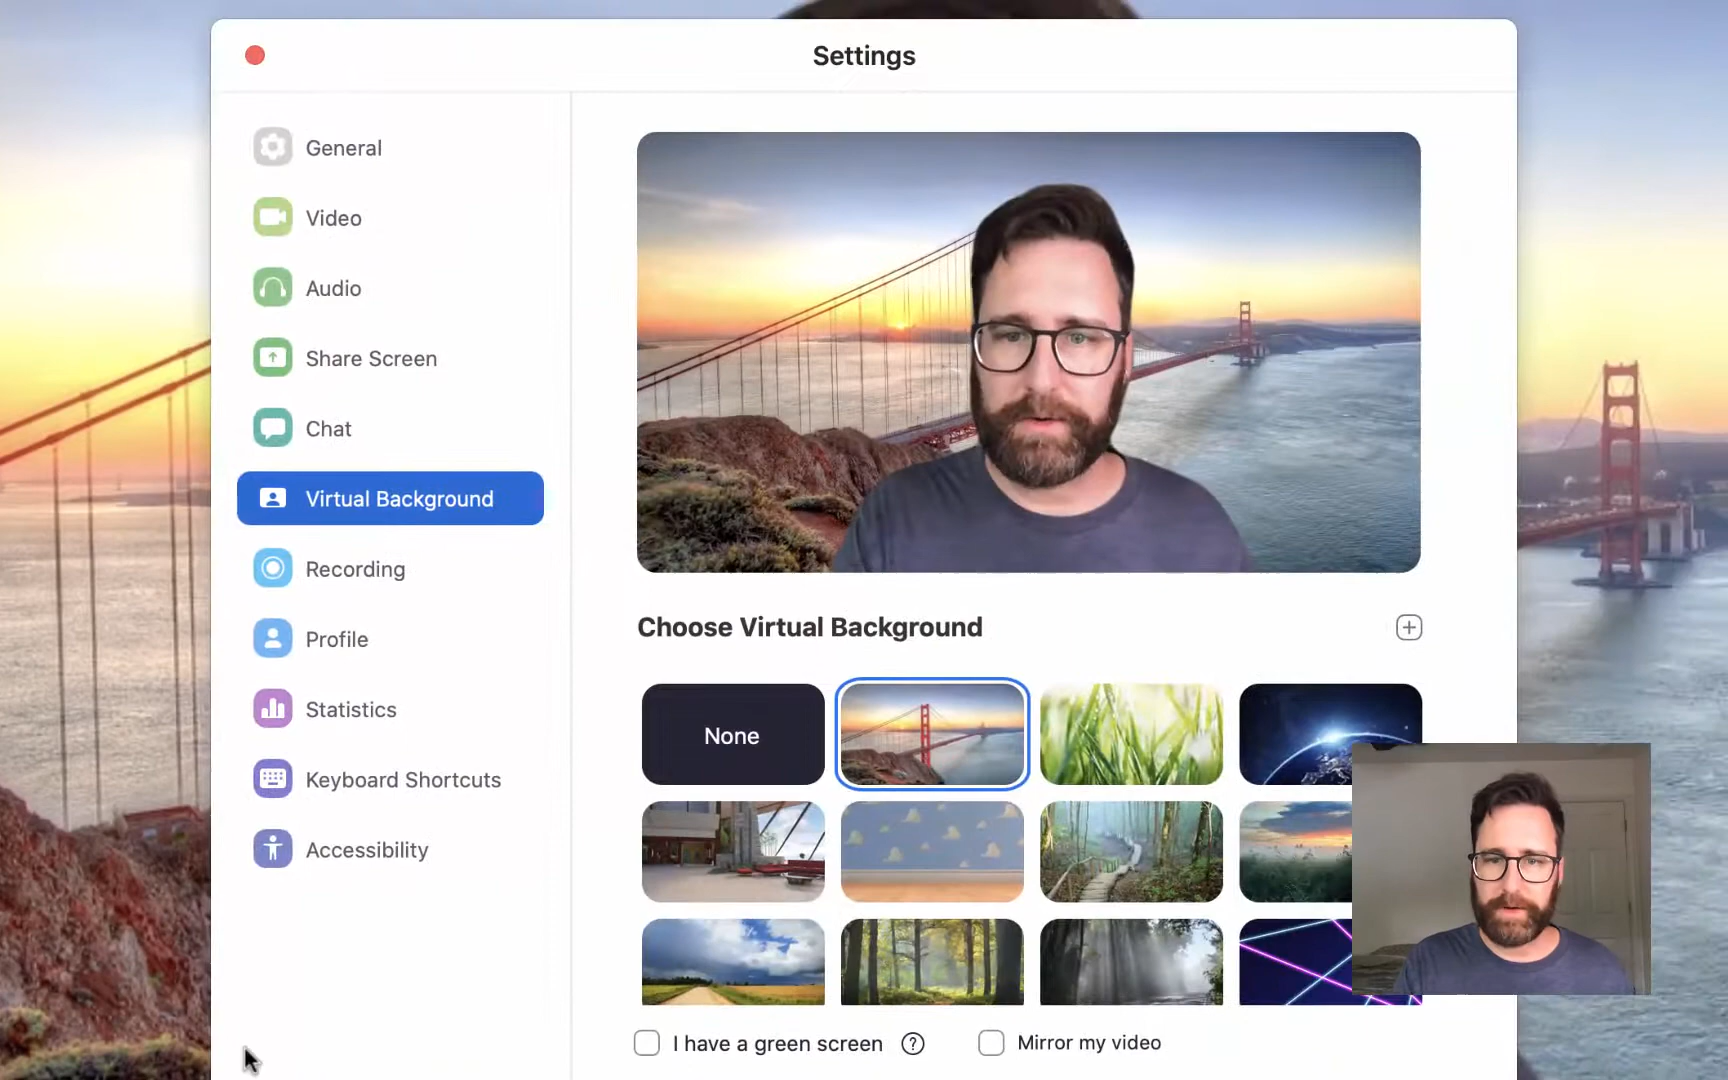 Settings
General
Video
Audio
Share Screen
Chat
Virtual Background
Recording
Profile
Statistics
Keyboard Shortcuts
Accessibility
Choose Virtual Background
None
I have a green screen
Mirror my video